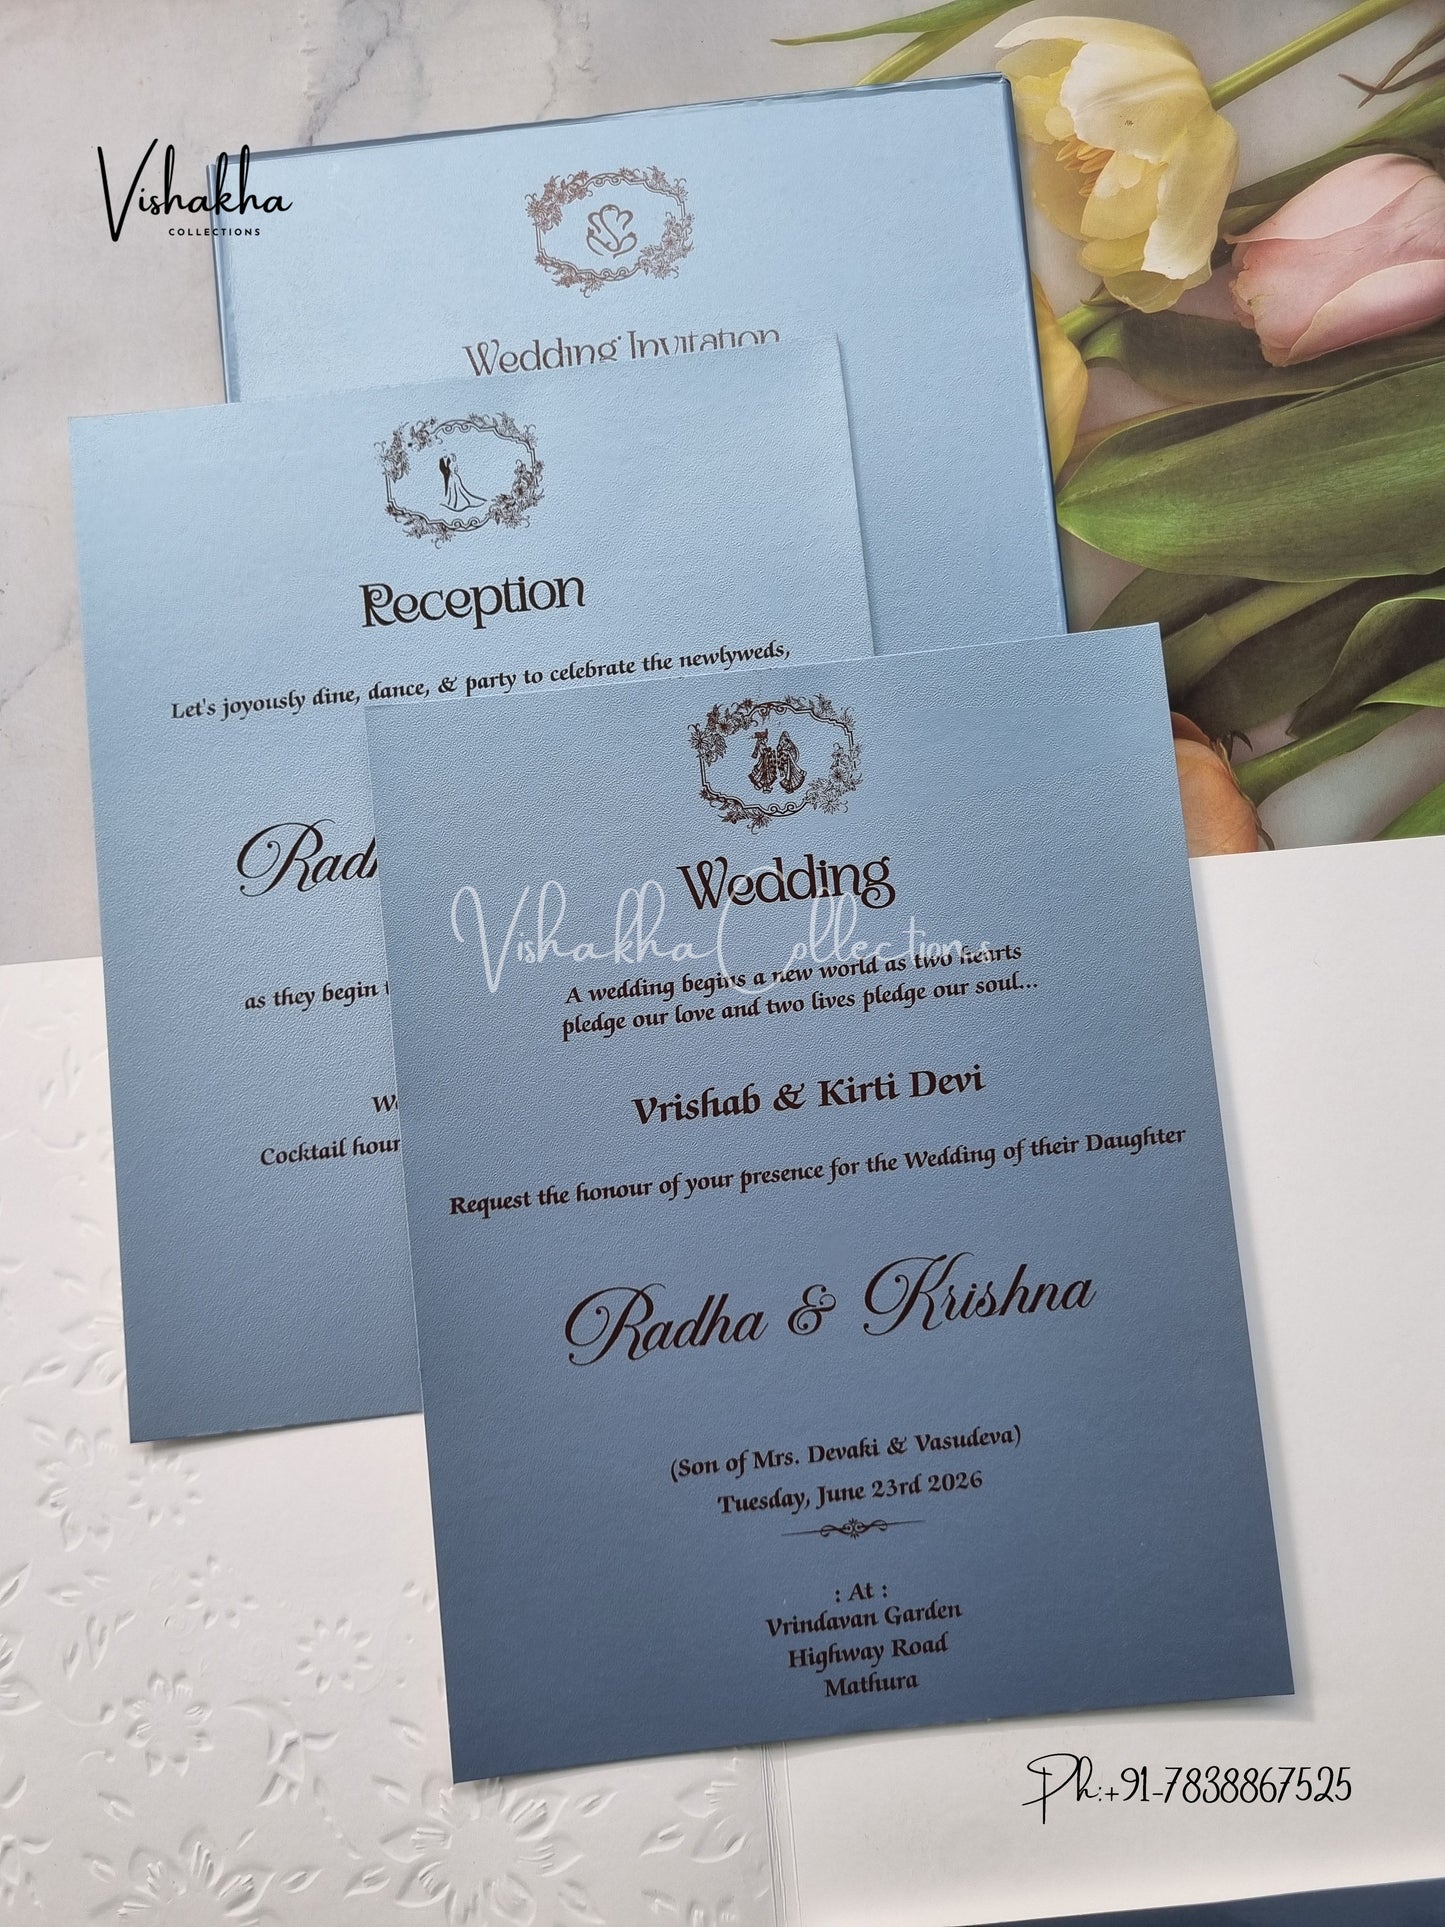 Vishakha
COLLECTIONS
Wedding Invitation
Reception
Let's joyously dine, dance, & party to celebrate the newlyweds,
as they begin
Cocktail hour
Wedding
Vishakha Collections
A wedding begins a new world as two hearts
pledge our love and two lives pledge our soul...
Vrishab & Kirti Devi
Request the honour of your presence for the Wedding of their Daughter
Radha & Krishna
(Son of Mrs. Devaki & Vasudeva)
Tuesday, June 23rd 2026
: At :
Vrindavan Garden
Highway Road
Mathura
Ph:+91-7838867525